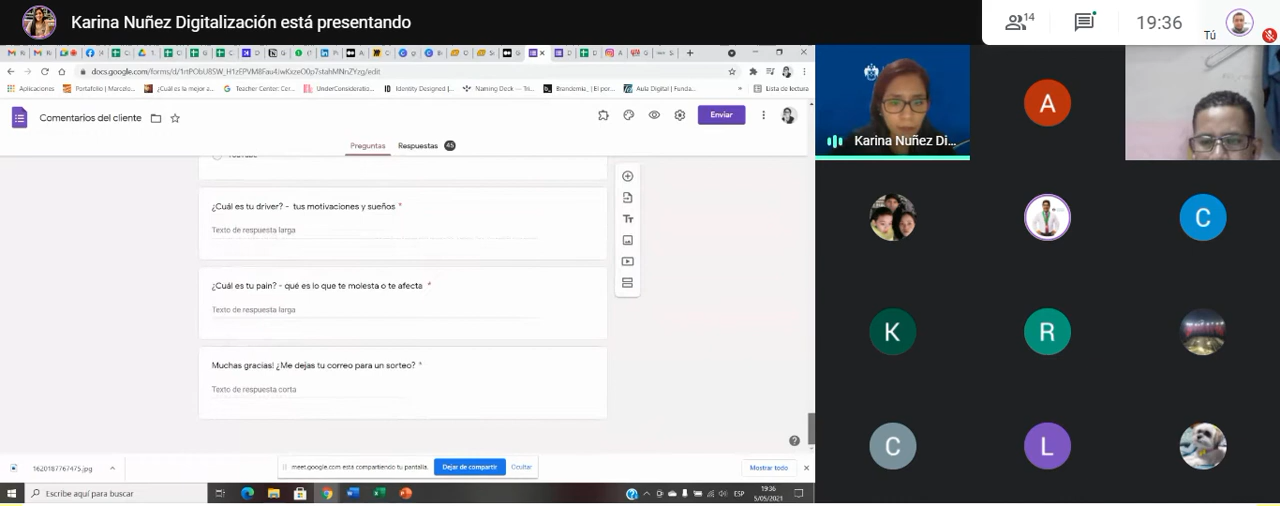 Karina Nuñez Digitalización está presentando
14
19:36
Tú
docs.google.com/forms/d/
/edit
Aplicaciones
Portafolio | Marcelo...
¿Cuál es la mejor a...
Teacher Center: Cer...
UnderConsideratio...
Identity Designed |...
Naming Deck — Tri...
Brandemia_ | El por...
Aula Digital | Funda...
»
Lista de lectura
Comentarios del cliente
Enviar
Preguntas
Respuestas
45
¿Cuál es tu driver? - tus motivaciones y sueños *
Texto de respuesta larga
¿Cuál es tu pain? - qué es lo que te molesta o te afecta *
Texto de respuesta larga
Muchas gracias! ¿Me dejas tu correo para un sorteo? *
Texto de respuesta corta
1620187767475.jpg
meet.google.com está compartiendo tu pantalla.
Dejar de compartir
Ocultar
Mostrar todo
Escribe aquí para buscar
ESP
19:36
5/05/2021
Karina Nuñez Di...
A
C
K
R
C
L